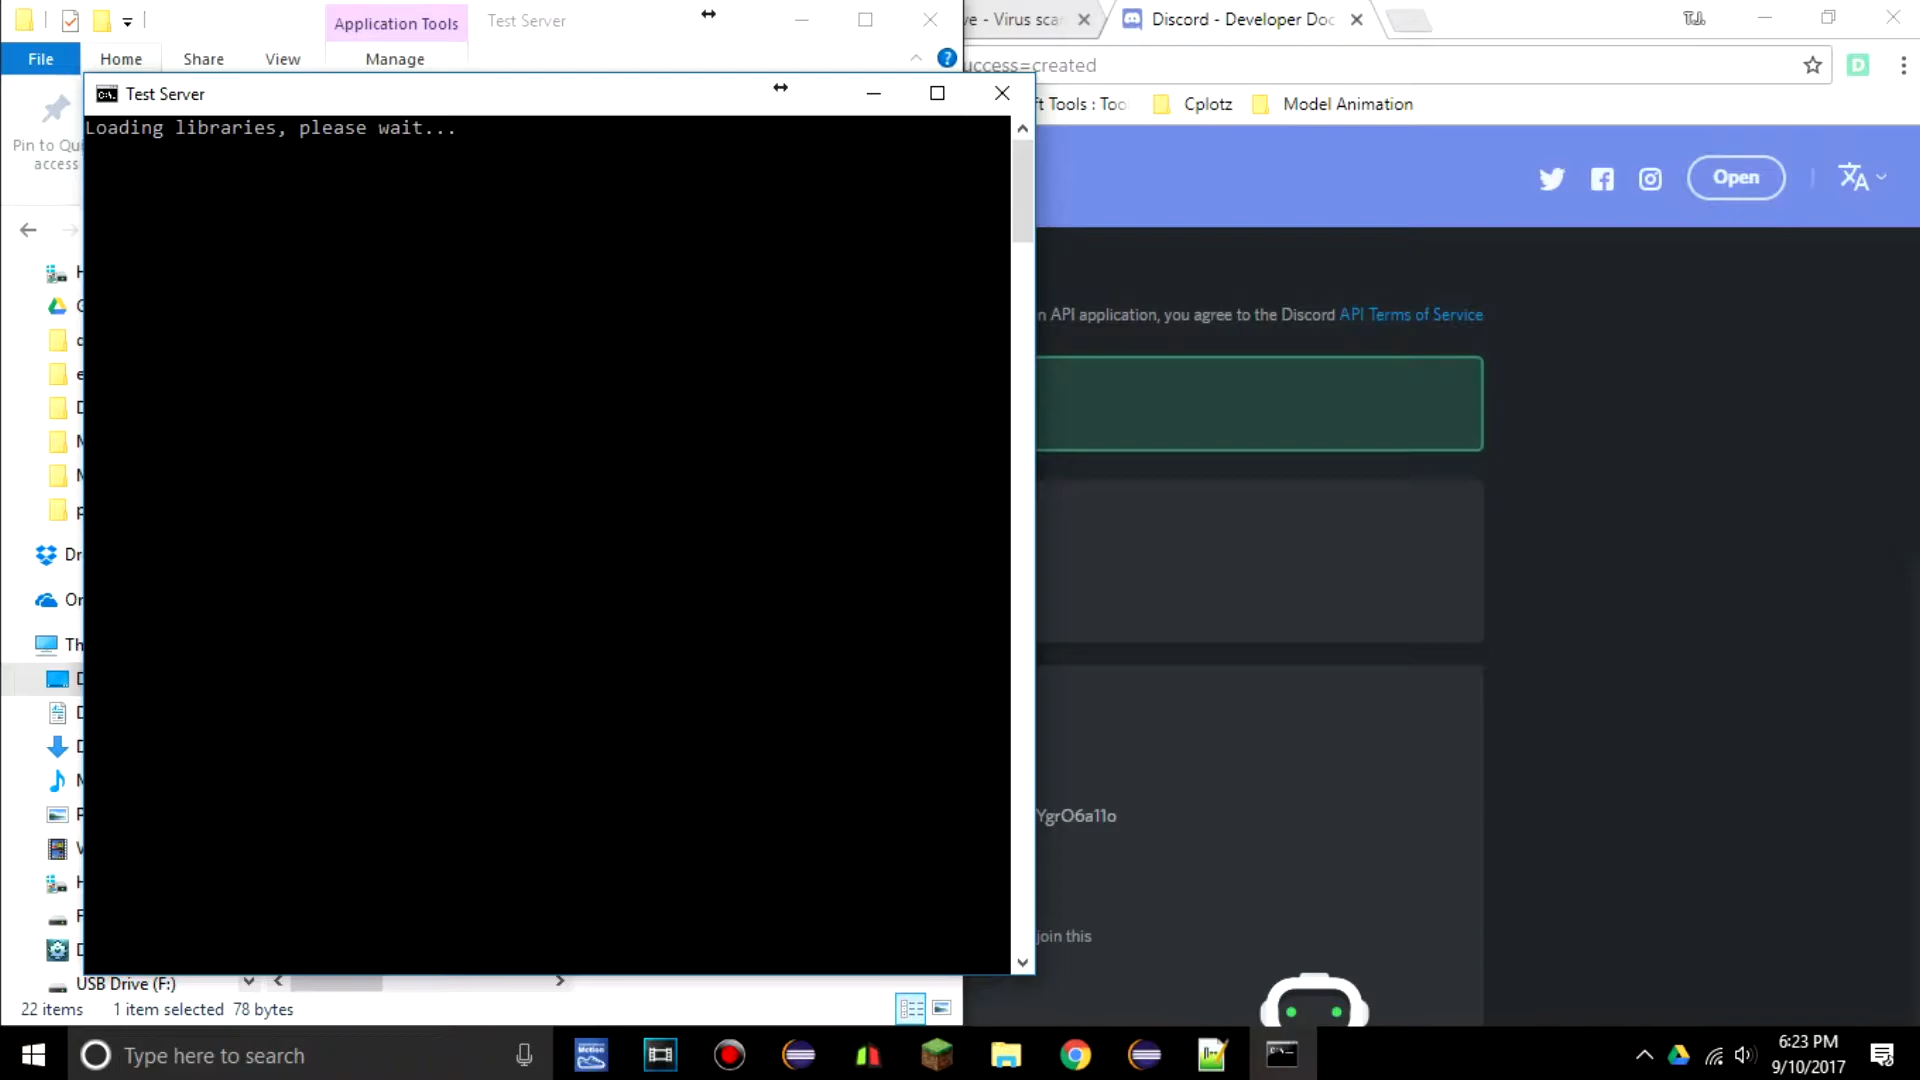 Application Tools
Test Server
File
Home
Share
View
Manage
Pin to Qu
access
Test Server
Loading libraries, please wait...
Dr
Or
Th
USB Drive (F:)
22 items
1 item selected
78 bytes
ve - Virus sca
Discord - Developer Doc
uccess=created
ft Tools : Too
Cplotz
Model Animation
Open
n API application, you agree to the Discord API Terms of Service
YgrO6a11o
join this
Type here to search
6:23 PM
9/10/2017